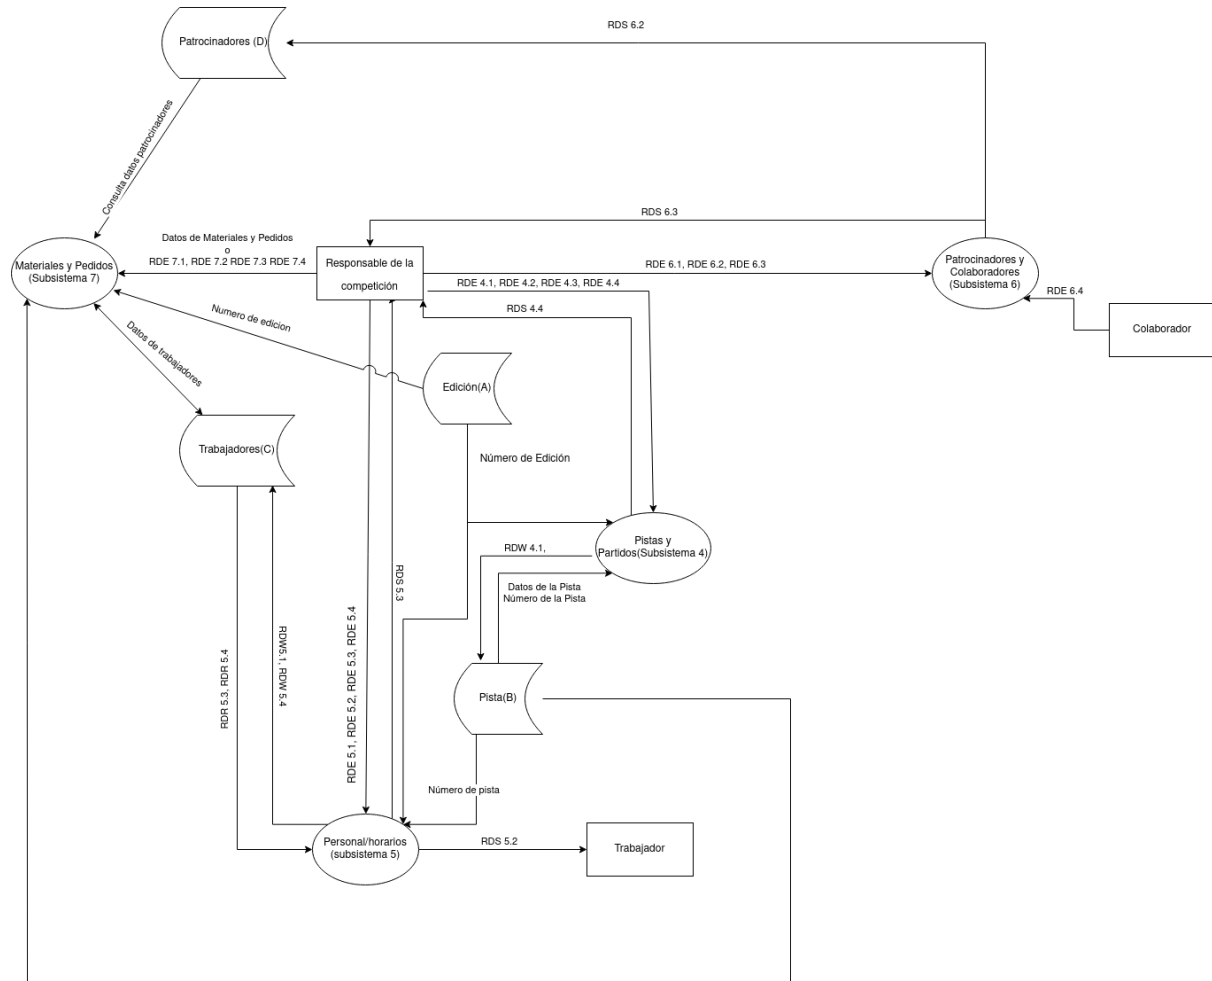 RDS 6.2
Patrocinadores (D)
Consulta datos patrocinadores
RDS 6.3
Datos de Materiales y Pedidos
o
RDE 7.1, RDE 7.2 RDE 7.3 RDE 7.4
Materiales y Pedidos
(Subsistema 7)
Responsable de la
competición
RDE 6.1, RDE 6.2, RDE 6.3
Patrocinadores y
Colaboradores
(Subsistema 6)
RDE 4.1, RDE 4.2, RDE 4.3, RDE 4.4
RDS 4.4
RDE 6.4
Colaborador
Numero de edicion
Datos de trabajadores
Edición(A)
Trabajadores(C)
Número de Edición
Pistas y
Partidos(Subsistema 4)
RDW 4.1,
Datos de la Pista
Número de la Pista
RDS 5.3
RDE 5.1, RDE 5.2, RDE 5.3, RDE 5.4
RDW5.1, RDW 5.4
RDR 5.3, RDR 5.4
Pista(B)
Número de pista
Personal/horarios
(subsistema 5)
RDS 5.2
Trabajador